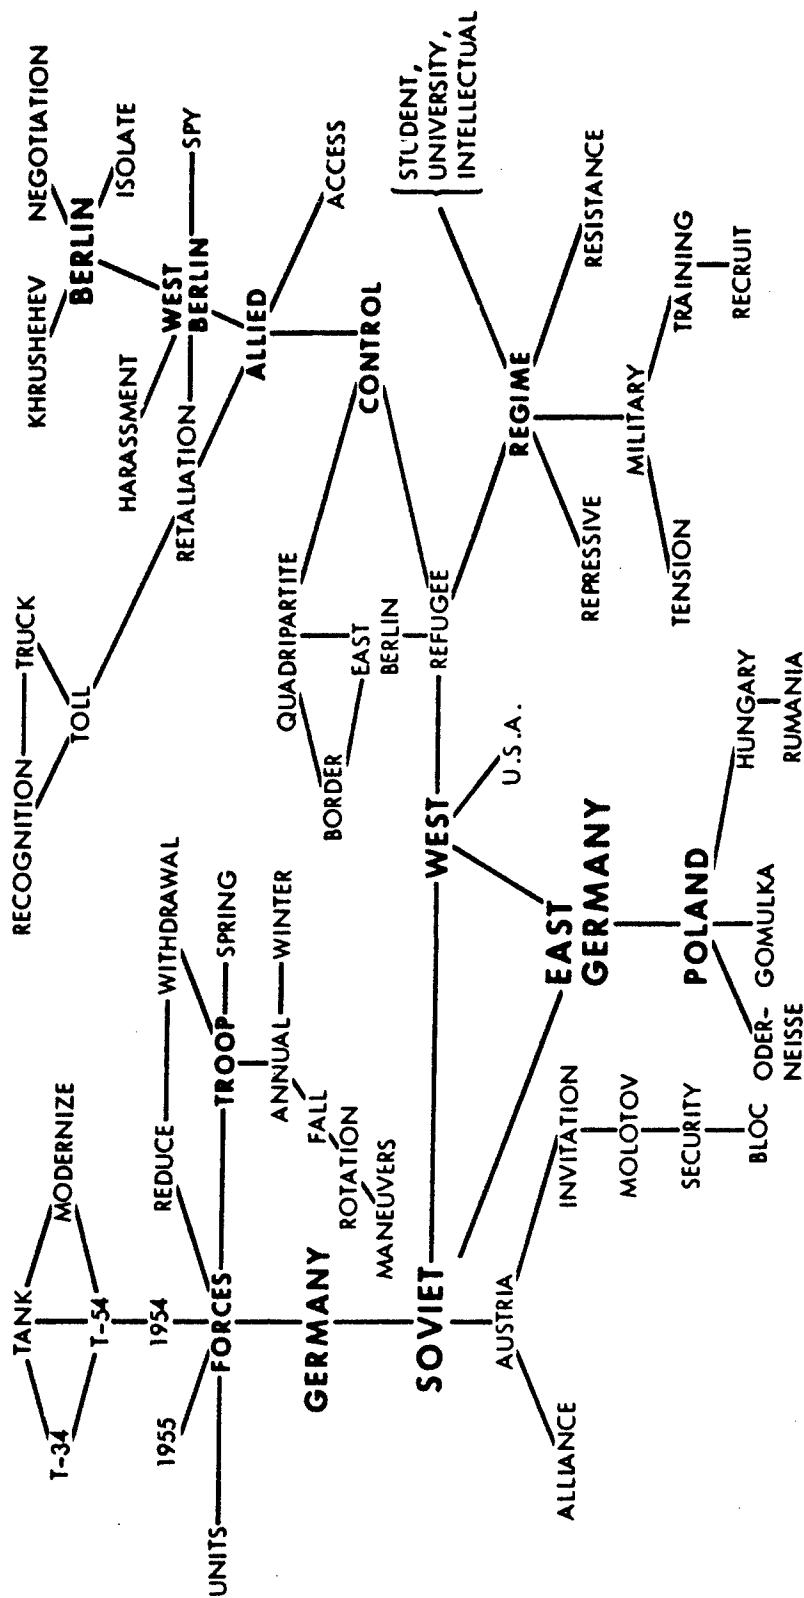 TANK
RECOGNITION
TRUCK
KHRUSHEHEV
NEGOTIATION
T-34
MODERNIZE
TOLL
BERLIN
T-54
ISOLATE
HARASSMENT
1955
1954
REDUCE
WITHDRAWAL
RETALIATION
WEST
BERLIN
SPY
UNITS
FORCES
TROOP
SPRING
ALLIED
ANNUAL
WINTER
QUADRIPARTITE
GERMANY
FALL
BORDER
ACCESS
ROTATION
EAST
BERLIN
CONTROL
MANEUVERS
SOVIET
WEST
REFUGEE
STUDENT,
UNIVERSITY,
INTELLECTUAL
AUSTRIA
U.S.A.
REGIME
ALLIANCE
INVITATION
EAST
GERMANY
REPRESSIVE
RESISTANCE
MOLOTOV
MILITARY
SECURITY
POLAND
TENSION
TRAINING
BLOC
ODER-
NEISSE
GOMULKA
HUNGARY
RECRUIT
RUMANIA